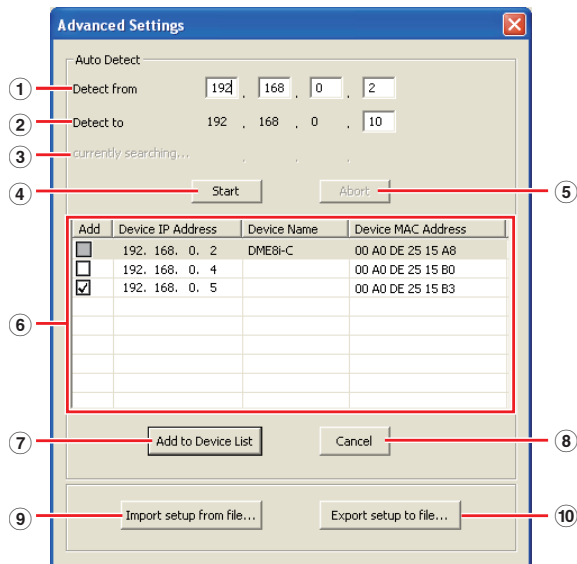 Advanced Settings
Auto Detect
① Detect from 192 . 168 . 0 . 2
② Detect to 192 . 168 . 0 . 10
③ currently searching... . . .
④ Start Abort ⑤
Add Device IP Address Device Name Device MAC Address
192. 168. 0. 2 DME8i-C 00 A0 DE 25 15 A8
192. 168. 0. 4 00 A0 DE 25 15 B0
192. 168. 0. 5 00 A0 DE 25 15 B3
⑥
⑦ Add to Device List Cancel ⑧
⑨ Import setup from file... Export setup to file... ⑩